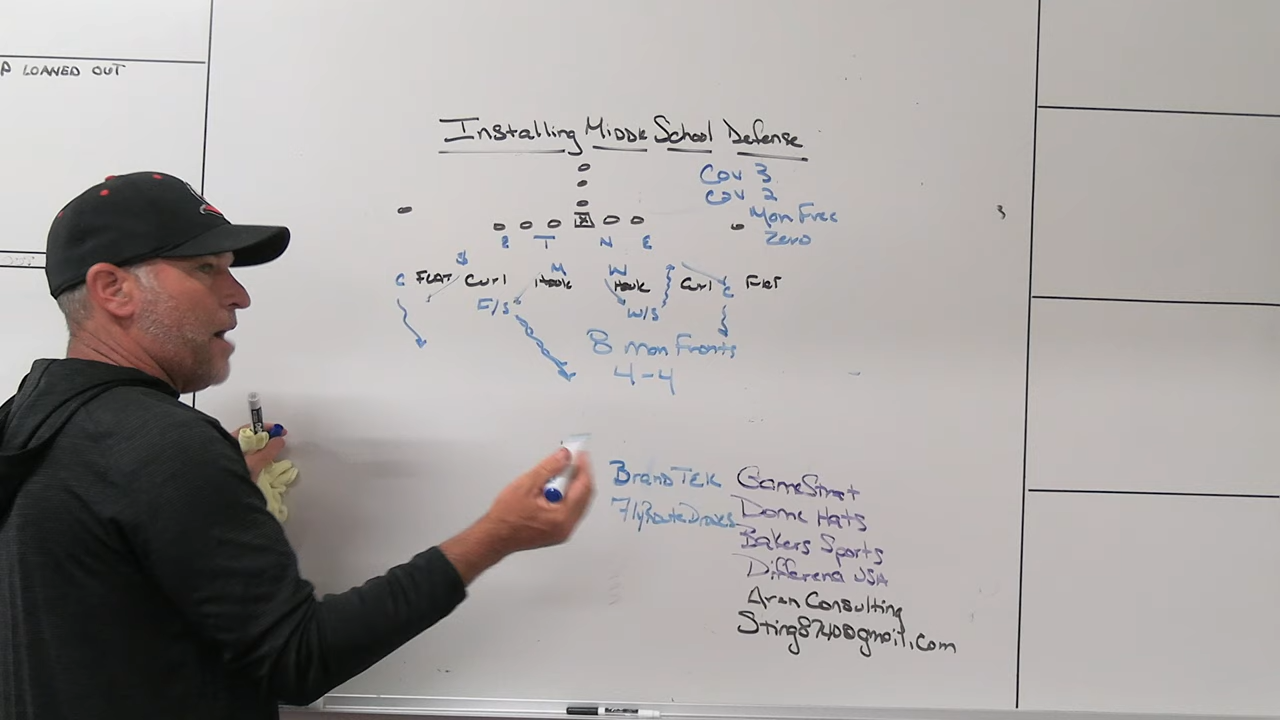 P LOANED OUT
Installing Middle School Defense
Cov 3
Cov 2
Man Free
Zero
3
E T N E
$ M W
C FLAT Curl Hook Hook Curl C Flat
F/S W/S
8 Man Fronts
4-4
BrandTEK GameStrat
Dome Hats
Bakers Sports
USA
Aran Consulting
Sting8740@gmail.com